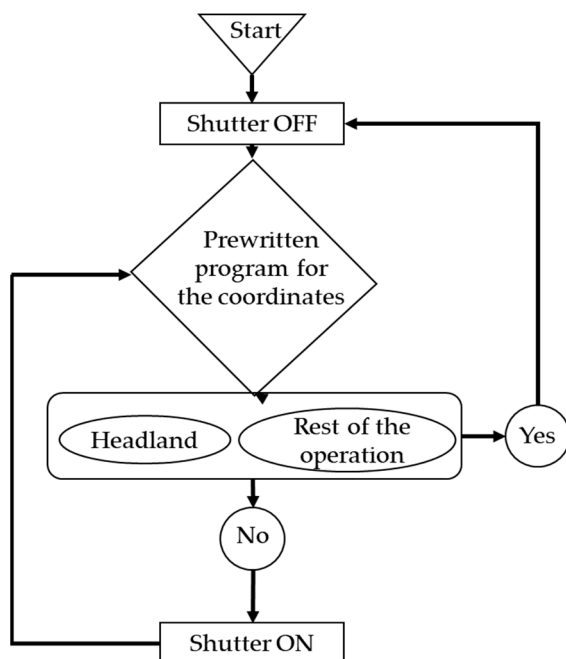 Start
Shutter OFF
Prewritten
program for
the coordinates
Headland
Rest of the
operation
Yes
No
Shutter ON